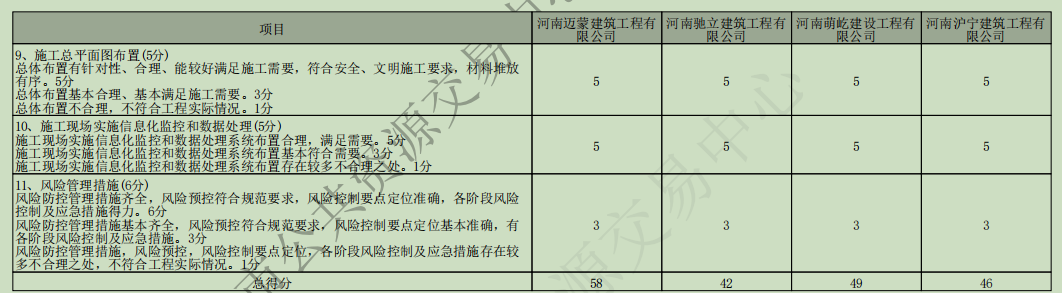 项目
河南迈蒙建筑工程有限公司
河南驰立建筑工程有限公司
河南萌屹建设工程有限公司
河南沪宁建筑工程有限公司
9、施工总平面图布置(5分)
总体布置有针对性、合理、能较好满足施工需要，符合安全、文明施工要求，材料堆放
有序。5分
总体布置基本合理、基本满足施工需要。3分
总体布置不合理，不符合工程实际情况。1分
5 5 5 5
10、施工现场实施信息化监控和数据处理(5分)
施工现场实施信息化监控和数据处理系统布置合理，满足需要。5分
施工现场实施信息化监控和数据处理系统布置基本符合需要。3分
施工现场实施信息化监控和数据处理系统布置存在较多不合理之处。1分
5 5 5 5
11、风险管理措施(6分)
风险防控管理措施齐全，风险预控符合规范要求，风险控制要点定位准确，各阶段风险
控制及应急措施得力。6分
风险防控管理措施基本齐全，风险预控符合规范要求，风险控制要点定位基本准确，有
各阶段风险控制及应急措施。3分
风险防控管理措施，风险预控，风险控制要点定位，各阶段风险控制及应急措施存在较
多不合理之处，不符合工程实际情况。1分
3 3 3 3
总得分 58 42 49 46
市公共资源交易中
源交易中心